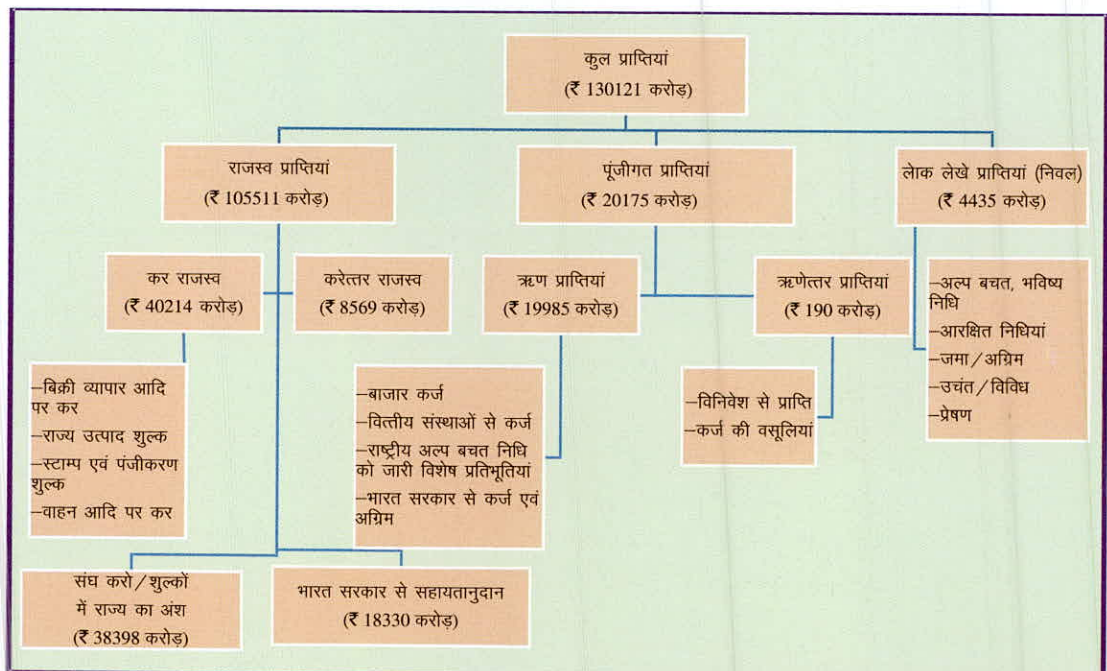 कुल प्राप्तियां
(₹ 130121 करोड़)
राजस्व प्राप्तियां
(₹ 105511 करोड़)
पूंजीगत प्राप्तियां
(₹ 20175 करोड़)
लेाक लेखे प्राप्तियां (निवल)
(₹ 4435 करोड़)
कर राजस्व
(₹ 40214 करोड़)
करेत्तर राजस्व
(₹ 8569 करोड़)
ऋण प्राप्तियां
(₹ 19985 करोड़)
ऋणेत्तर प्राप्तियां
(₹ 190 करोड़)
–अल्प बचत, भविष्य
निधि
–आरक्षित निधियां
–जमा/अग्रिम
–उचंत/विविध
–प्रेषण
–बिक्री व्यापार आदि
पर कर
–राज्य उत्पाद शुल्क
–स्टाम्प एवं पंजीकरण
शुल्क
–वाहन आदि पर कर
–बाजार कर्ज
–वित्तीय संस्थाओं से कर्ज
–राष्ट्रीय अल्प बचत निधि
को जारी विशेष प्रतिभूतियां
–भारत सरकार से कर्ज एवं
अग्रिम
–विनिवेश से प्राप्ति
–कर्ज की वसूलियां
संघ करो/शुल्कों
में राज्य का अंश
(₹ 38398 करोड़)
भारत सरकार से सहायतानुदान
(₹ 18330 करोड़)